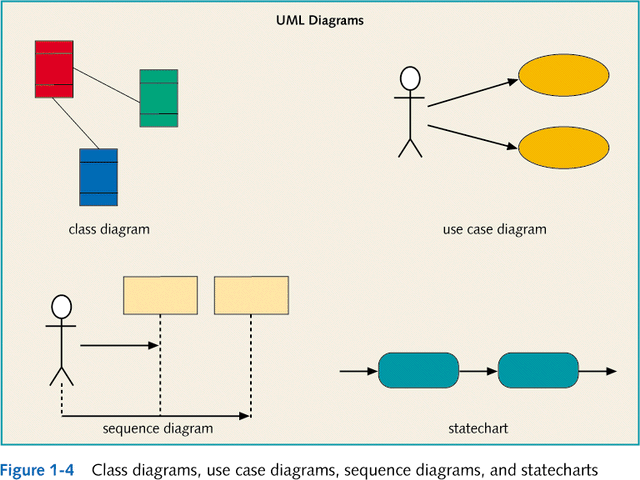 UML Diagrams
class diagram
use case diagram
sequence diagram
statechart
Figure 1-4 Class diagrams, use case diagrams, sequence diagrams, and statecharts